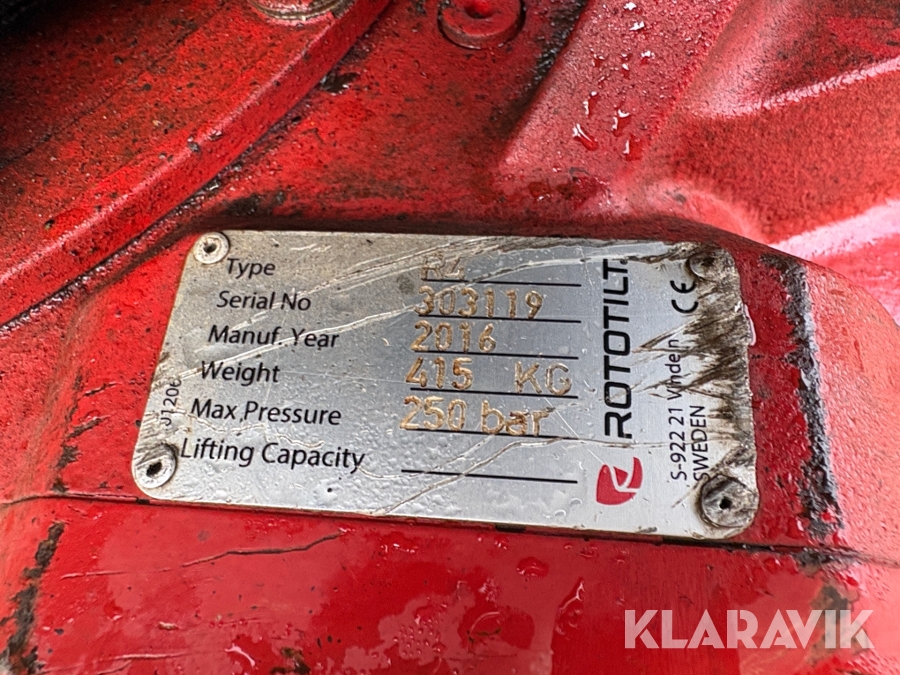 Type R4
Serial No 303119
Manuf. Year 2016
Weight 415 KG
Max.Pressure 250 bar
Lifting Capacity
J1206
ROTOTILT
S-922 21 Vindeln
SWEDEN
CE
KLARAVIK